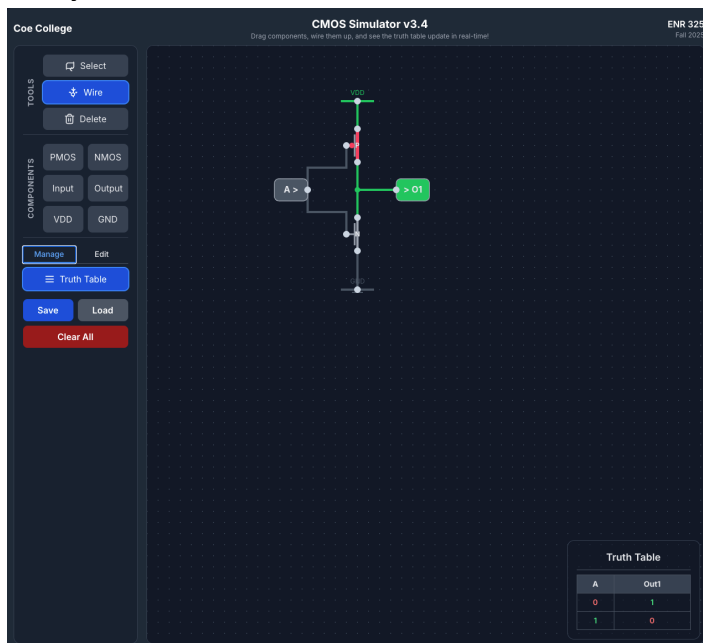 Coe College
CMOS Simulator v3.4
Drag components, wire them up, and see the truth table update in real-time!
ENR 325
Fall 2025
TOOLS
Select
Wire
Delete
COMPONENTS
PMOS NMOS
Input Output
VDD GND
Manage Edit
Truth Table
Save Load
Clear All
VDD
P
A >
> O1
N
GND
Truth Table
A Out1
0 1
1 0